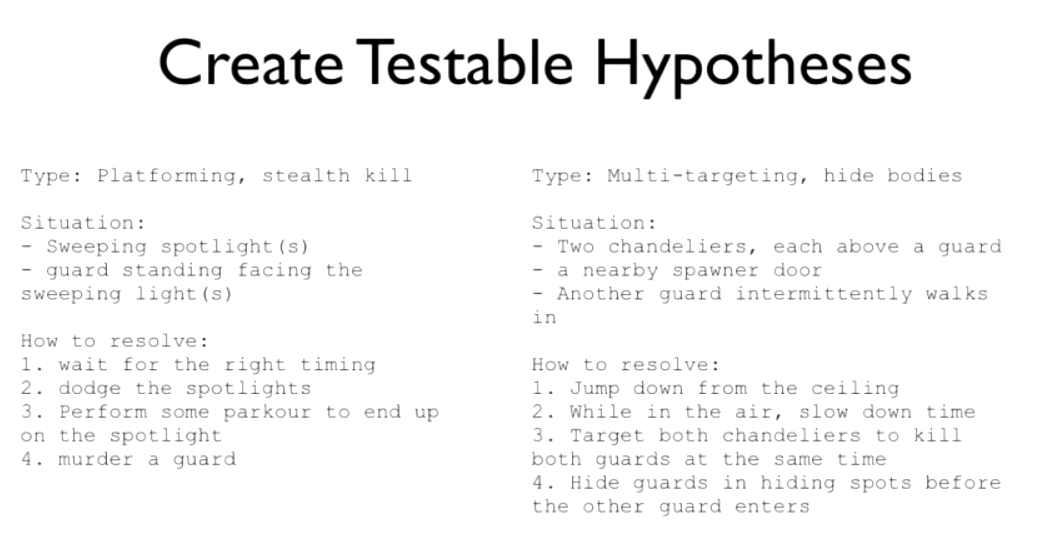 Create Testable Hypotheses
Type: Platforming, stealth kill
Situation:
- Sweeping spotlight(s)
- guard standing facing the
sweeping light(s)
How to resolve:
1. wait for the right timing
2. dodge the spotlights
3. Perform some parkour to end up
on the spotlight
4. murder a guard
Type: Multi-targeting, hide bodies
Situation:
- Two chandeliers, each above a guard
- a nearby spawner door
- Another guard intermittently walks
in
How to resolve:
1. Jump down from the ceiling
2. While in the air, slow down time
3. Target both chandeliers to kill
both guards at the same time
4. Hide guards in hiding spots before
the other guard enters